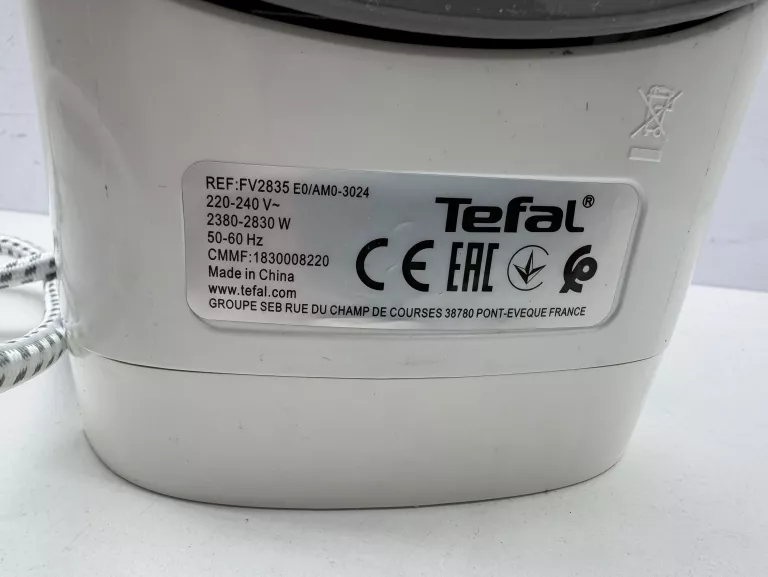 REF:FV2835 E0/AM0-3024
220-240 V~
2380-2830 W
50-60 Hz
CMMF:1830008220
Made in China
www.tefal.com
GROUPE SEB RUE DU CHAMP DE COURSES 38780 PONT-EVEQUE FRANCE
Tefal®
CE EAC